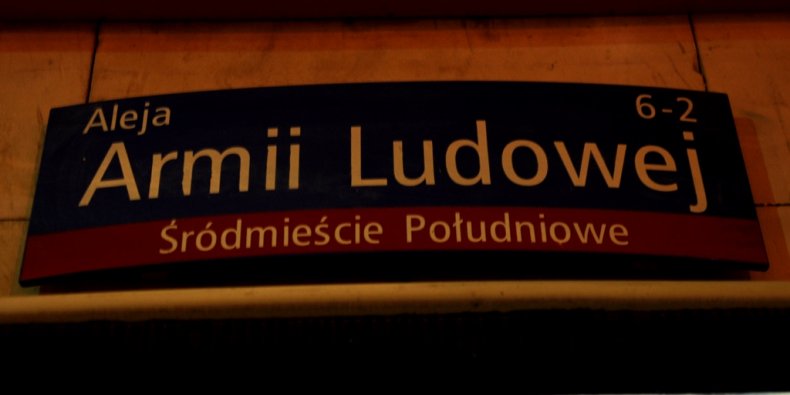 Aleja 6-2
Armii Ludowej
Śródmieście Południowe